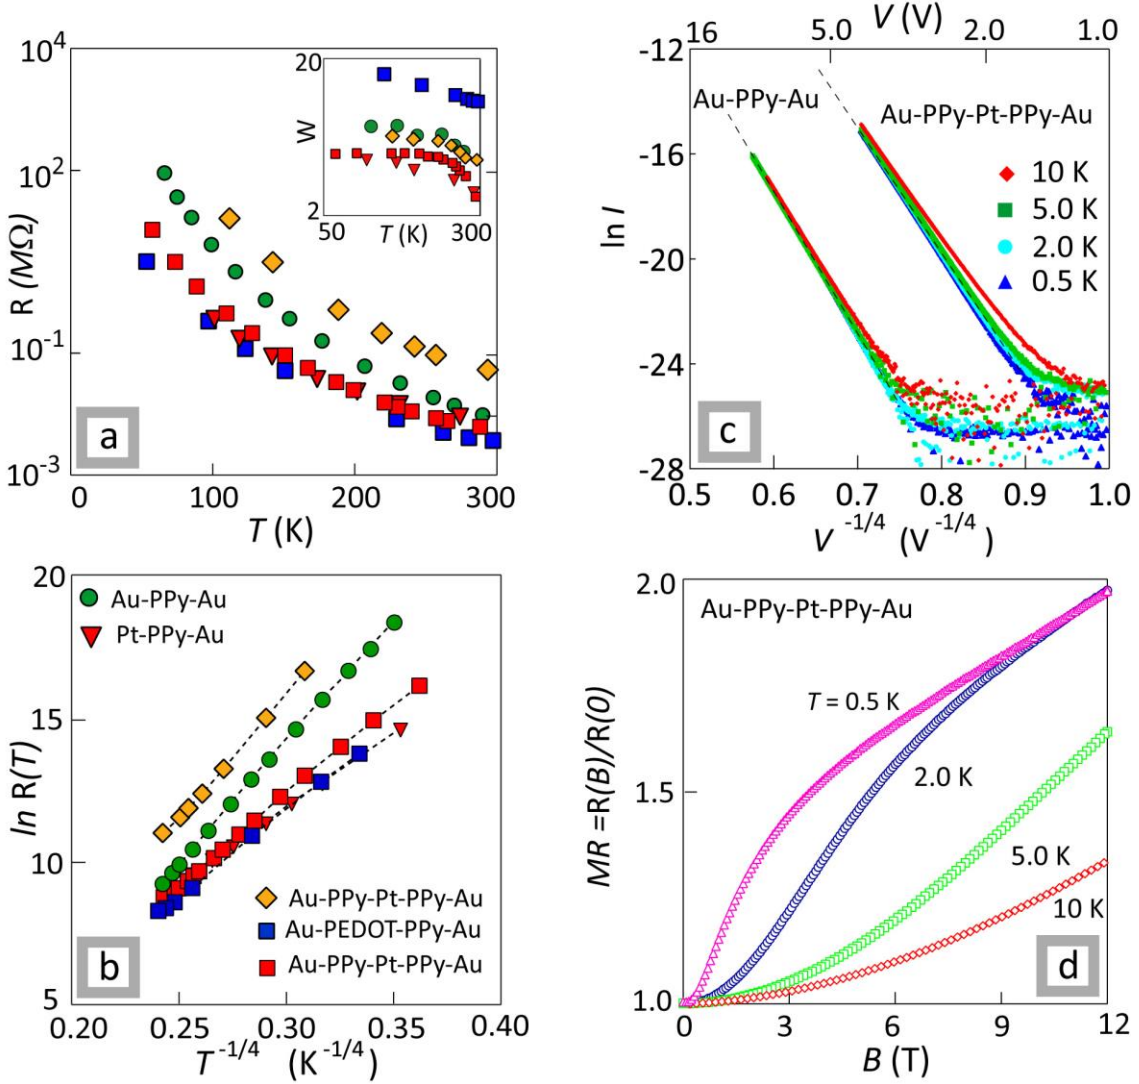 10⁴
10²
10⁻¹
10⁻³
R (MΩ)
0
100
200
300
T (K)
20
W
2
50
T (K)
300
a
V (V)
16
5.0
2.0
1.0
-12
-16
-20
-24
-28
ln I
Au-PPy-Au
Au-PPy-Pt-PPy-Au
10 K
5.0 K
2.0 K
0.5 K
c
0.5
0.6
0.7
0.8
0.9
1.0
V ⁻¹/⁴ (V⁻¹/⁴)
20
15
10
5
ln R(T)
Au-PPy-Au
Pt-PPy-Au
Au-PPy-Pt-PPy-Au
Au-PEDOT-PPy-Au
Au-PPy-Pt-PPy-Au
b
0.20
0.25
0.30
0.35
0.40
T⁻¹/⁴ (K⁻¹/⁴)
2.0
1.5
1.0
MR =R(B)/R(0)
Au-PPy-Pt-PPy-Au
T = 0.5 K
2.0 K
5.0 K
10 K
d
0
3
6
9
12
B (T)